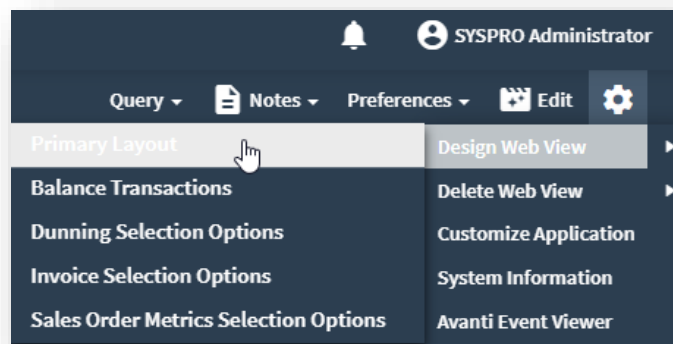 SYSPRO Administrator
Query Notes Preferences Edit
Primary Layout Design Web View
Balance Transactions Delete Web View
Dunning Selection Options Customize Application
Invoice Selection Options System Information
Sales Order Metrics Selection Options Avanti Event Viewer